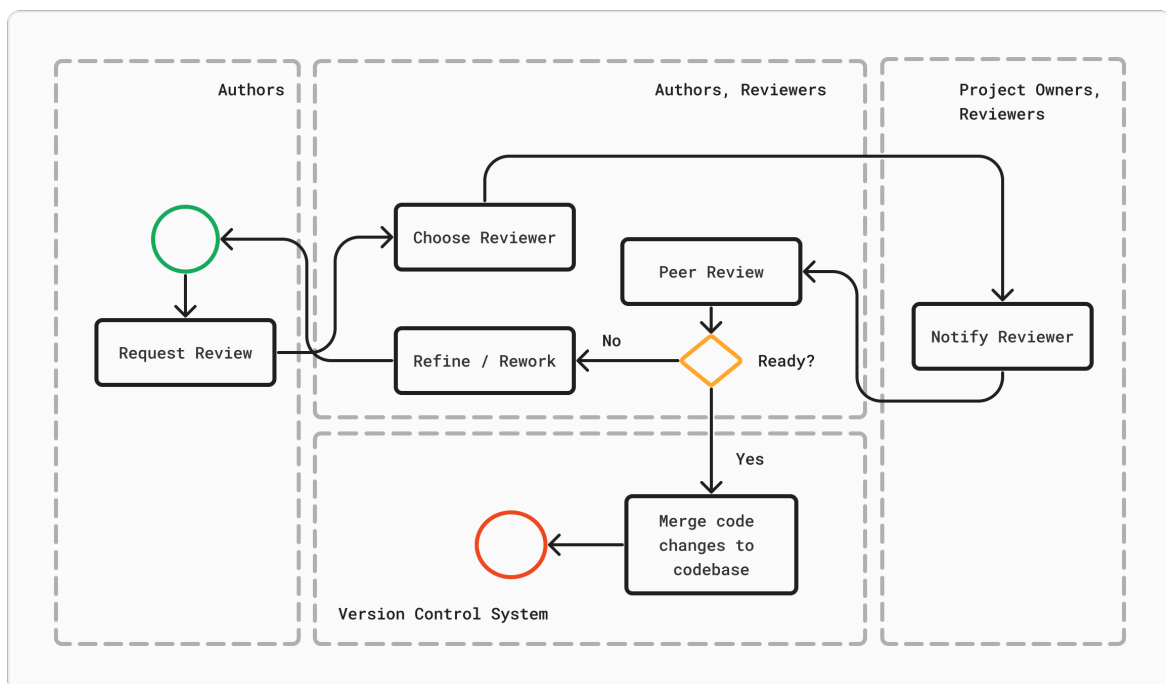 Authors
Authors, Reviewers
Project Owners,
Reviewers
Choose Reviewer
Peer Review
Notify Reviewer
Request Review
No
Refine / Rework
Ready?
Yes
Merge code
changes to
codebase
Version Control System